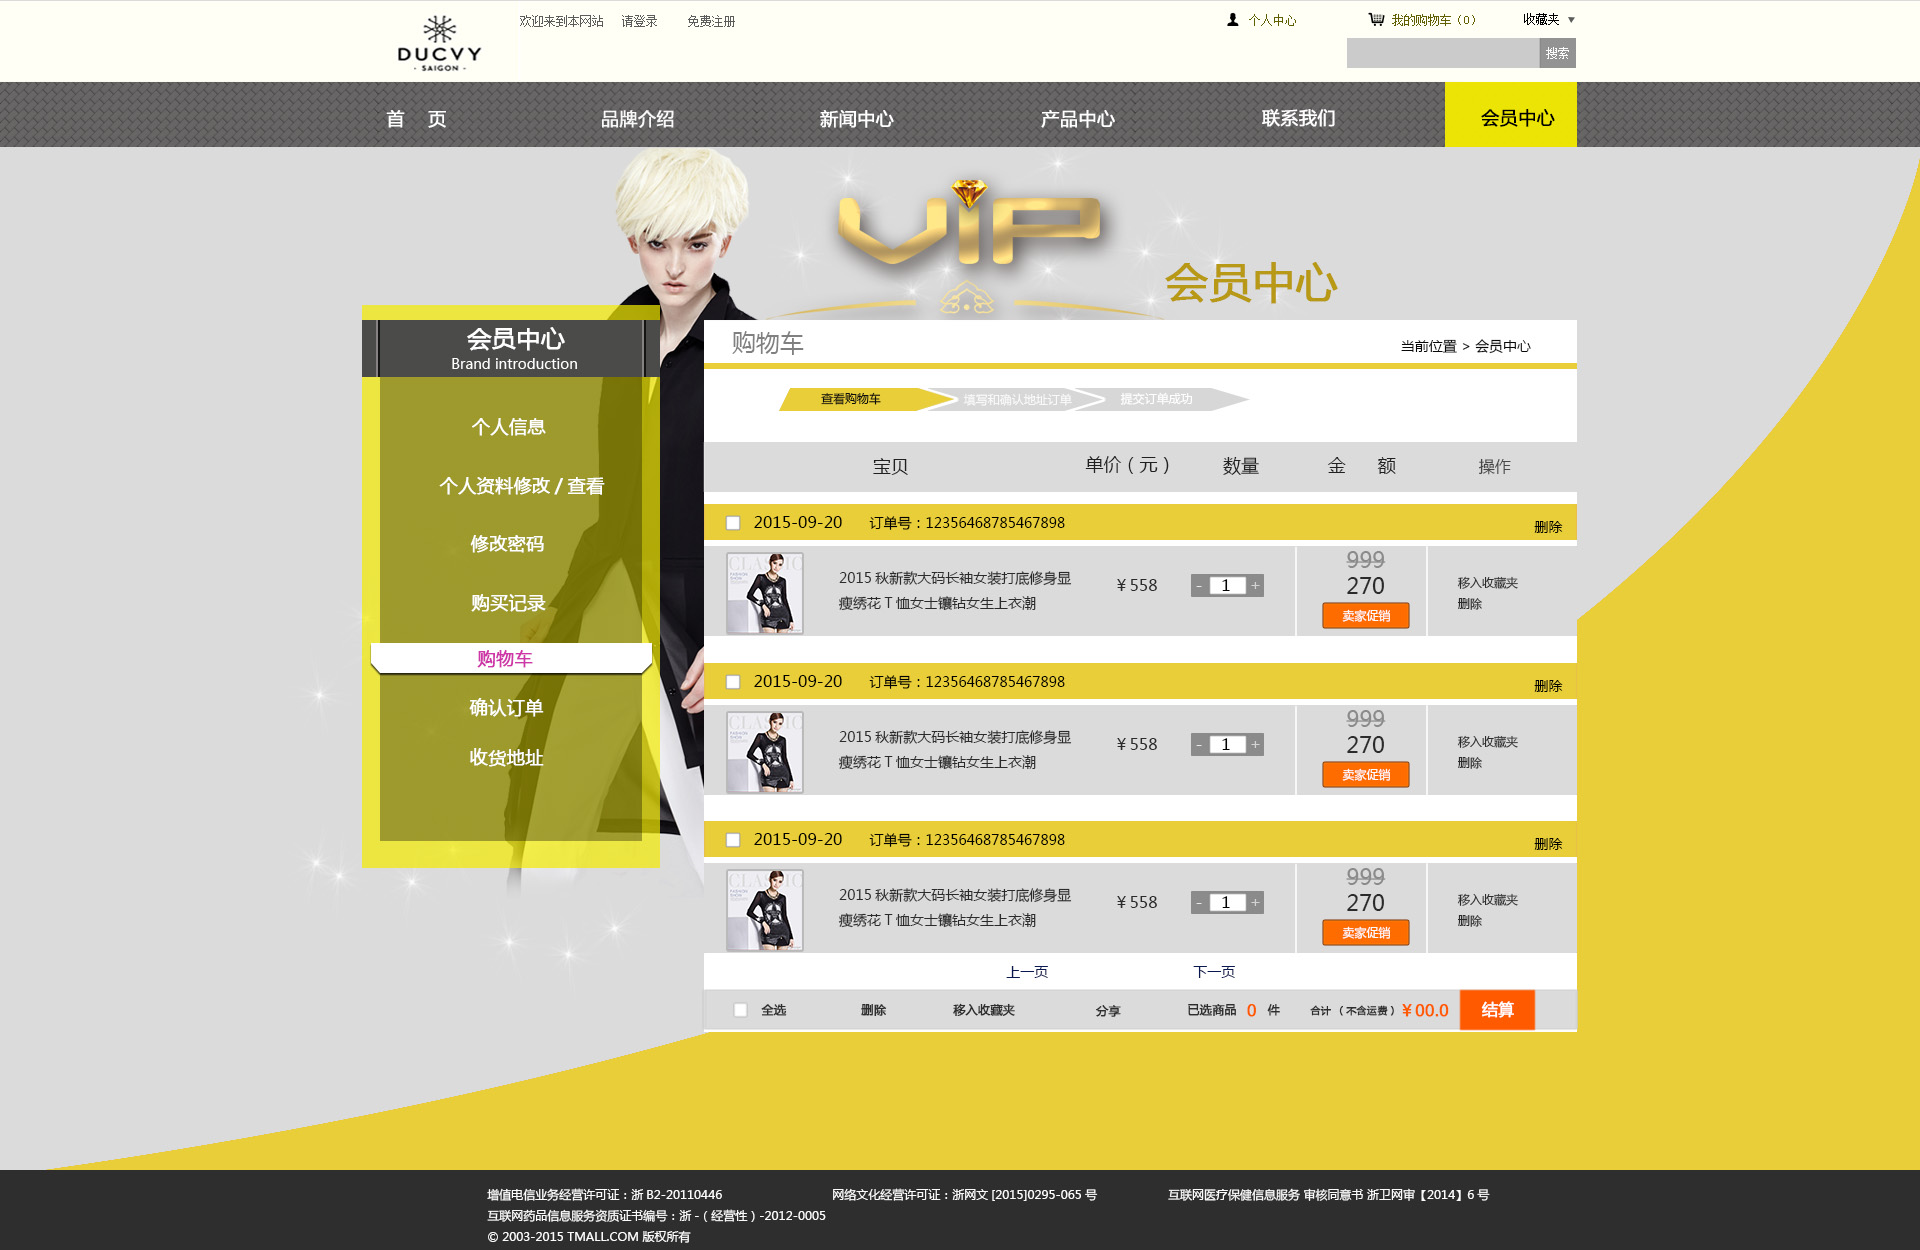 DUCVY
· SAIGON ·
欢迎来到本网站 请登录 免费注册
个人中心 我的购物车（0） 收藏夹
搜索
首 页 品牌介绍 新闻中心 产品中心 联系我们 会员中心
VIP
会员中心
会员中心
Brand introduction
个人信息
个人资料修改 / 查看
修改密码
购买记录
购物车
确认订单
收货地址
购物车
当前位置 > 会员中心
查看购物车 填写和确认地址订单 提交订单成功
宝贝 单价（元） 数量 金 额 操作
2015-09-20 订单号：12356468785467898 删除
CLASSIC
FASHION
SHOW
2015 秋新款大码长袖女装打底修身显
瘦绣花 T 恤女士镶钻女生上衣潮
¥ 558
- 1 +
999
270
卖家促销
移入收藏夹
删除
2015-09-20 订单号：12356468785467898 删除
CLASSIC
FASHION
SHOW
2015 秋新款大码长袖女装打底修身显
瘦绣花 T 恤女士镶钻女生上衣潮
¥ 558
- 1 +
999
270
卖家促销
移入收藏夹
删除
2015-09-20 订单号：12356468785467898 删除
CLASSIC
FASHION
SHOW
2015 秋新款大码长袖女装打底修身显
瘦绣花 T 恤女士镶钻女生上衣潮
¥ 558
- 1 +
999
270
卖家促销
移入收藏夹
删除
上一页 下一页
全选 删除 移入收藏夹 分享 已选商品 0 件 合计（不含运费）¥ 00.0 结算
增值电信业务经营许可证：浙 B2-20110446 网络文化经营许可证：浙网文 [2015]0295-065 号 互联网医疗保健信息服务 审核同意书 浙卫网审【2014】6 号
互联网药品信息服务资质证书编号：浙 -（经营性）-2012-0005
© 2003-2015 TMALL.COM 版权所有